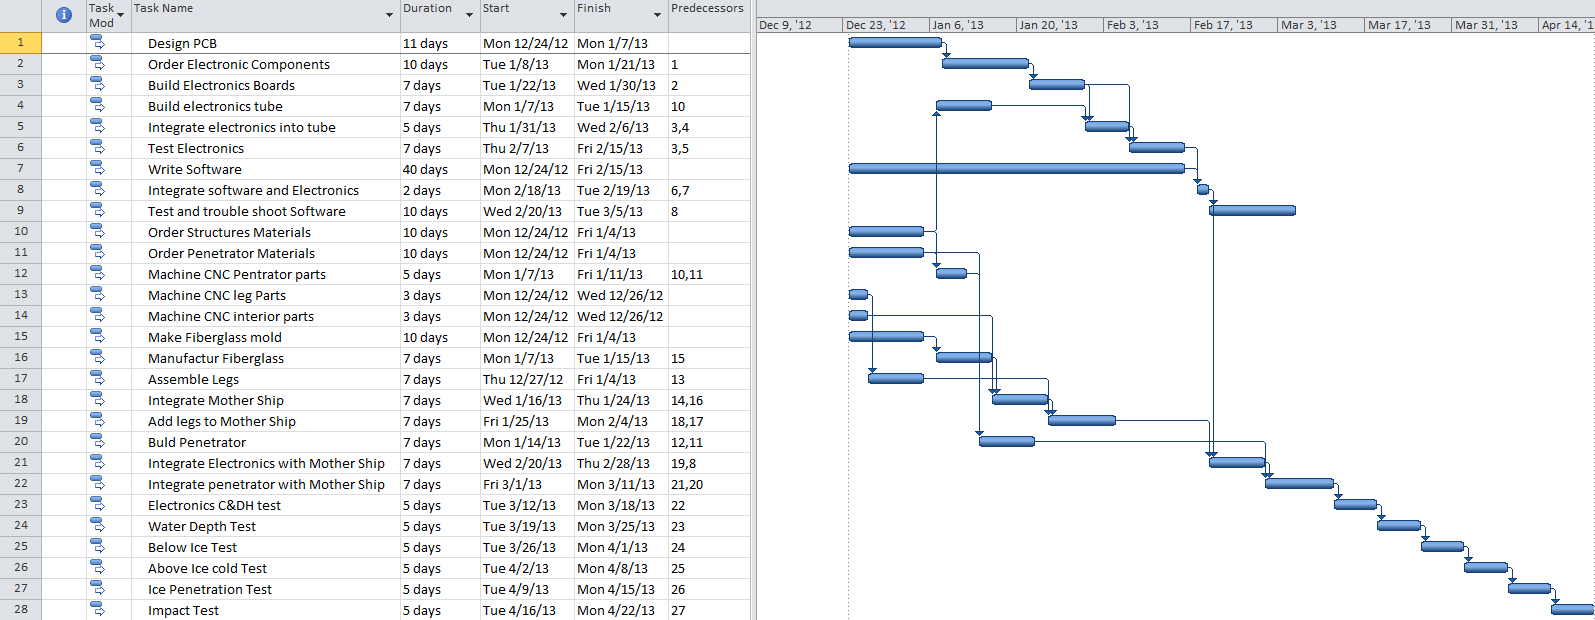 Task Mod Task Name Duration Start Finish Predecessors
Dec 9, '12 Dec 23, '12 Jan 6, '13 Jan 20, '13 Feb 3, '13 Feb 17, '13 Mar 3, '13 Mar 17, '13 Mar 31, '13 Apr 14, '1
1 Design PCB 11 days Mon 12/24/12 Mon 1/7/13
2 Order Electronic Components 10 days Tue 1/8/13 Mon 1/21/13 1
3 Build Electronics Boards 7 days Tue 1/22/13 Wed 1/30/13 2
4 Build electronics tube 7 days Mon 1/7/13 Tue 1/15/13 10
5 Integrate electronics into tube 5 days Thu 1/31/13 Wed 2/6/13 3,4
6 Test Electronics 7 days Thu 2/7/13 Fri 2/15/13 3,5
7 Write Software 40 days Mon 12/24/12 Fri 2/15/13
8 Integrate software and Electronics 2 days Mon 2/18/13 Tue 2/19/13 6,7
9 Test and trouble shoot Software 10 days Wed 2/20/13 Tue 3/5/13 8
10 Order Structures Materials 10 days Mon 12/24/12 Fri 1/4/13
11 Order Penetrator Materials 10 days Mon 12/24/12 Fri 1/4/13
12 Machine CNC Pentrator parts 5 days Mon 1/7/13 Fri 1/11/13 10,11
13 Machine CNC leg Parts 3 days Mon 12/24/12 Wed 12/26/12
14 Machine CNC interior parts 3 days Mon 12/24/12 Wed 12/26/12
15 Make Fiberglass mold 10 days Mon 12/24/12 Fri 1/4/13
16 Manufactur Fiberglass 7 days Mon 1/7/13 Tue 1/15/13 15
17 Assemble Legs 7 days Thu 12/27/12 Fri 1/4/13 13
18 Integrate Mother Ship 7 days Wed 1/16/13 Thu 1/24/13 14,16
19 Add legs to Mother Ship 7 days Fri 1/25/13 Mon 2/4/13 18,17
20 Buld Penetrator 7 days Mon 1/14/13 Tue 1/22/13 12,11
21 Integrate Electronics with Mother Ship 7 days Wed 2/20/13 Thu 2/28/13 19,8
22 Integrate penetrator with Mother Ship 7 days Fri 3/1/13 Mon 3/11/13 21,20
23 Electronics C&DH test 5 days Tue 3/12/13 Mon 3/18/13 22
24 Water Depth Test 5 days Tue 3/19/13 Mon 3/25/13 23
25 Below Ice Test 5 days Tue 3/26/13 Mon 4/1/13 24
26 Above Ice cold Test 5 days Tue 4/2/13 Mon 4/8/13 25
27 Ice Penetration Test 5 days Tue 4/9/13 Mon 4/15/13 26
28 Impact Test 5 days Tue 4/16/13 Mon 4/22/13 27